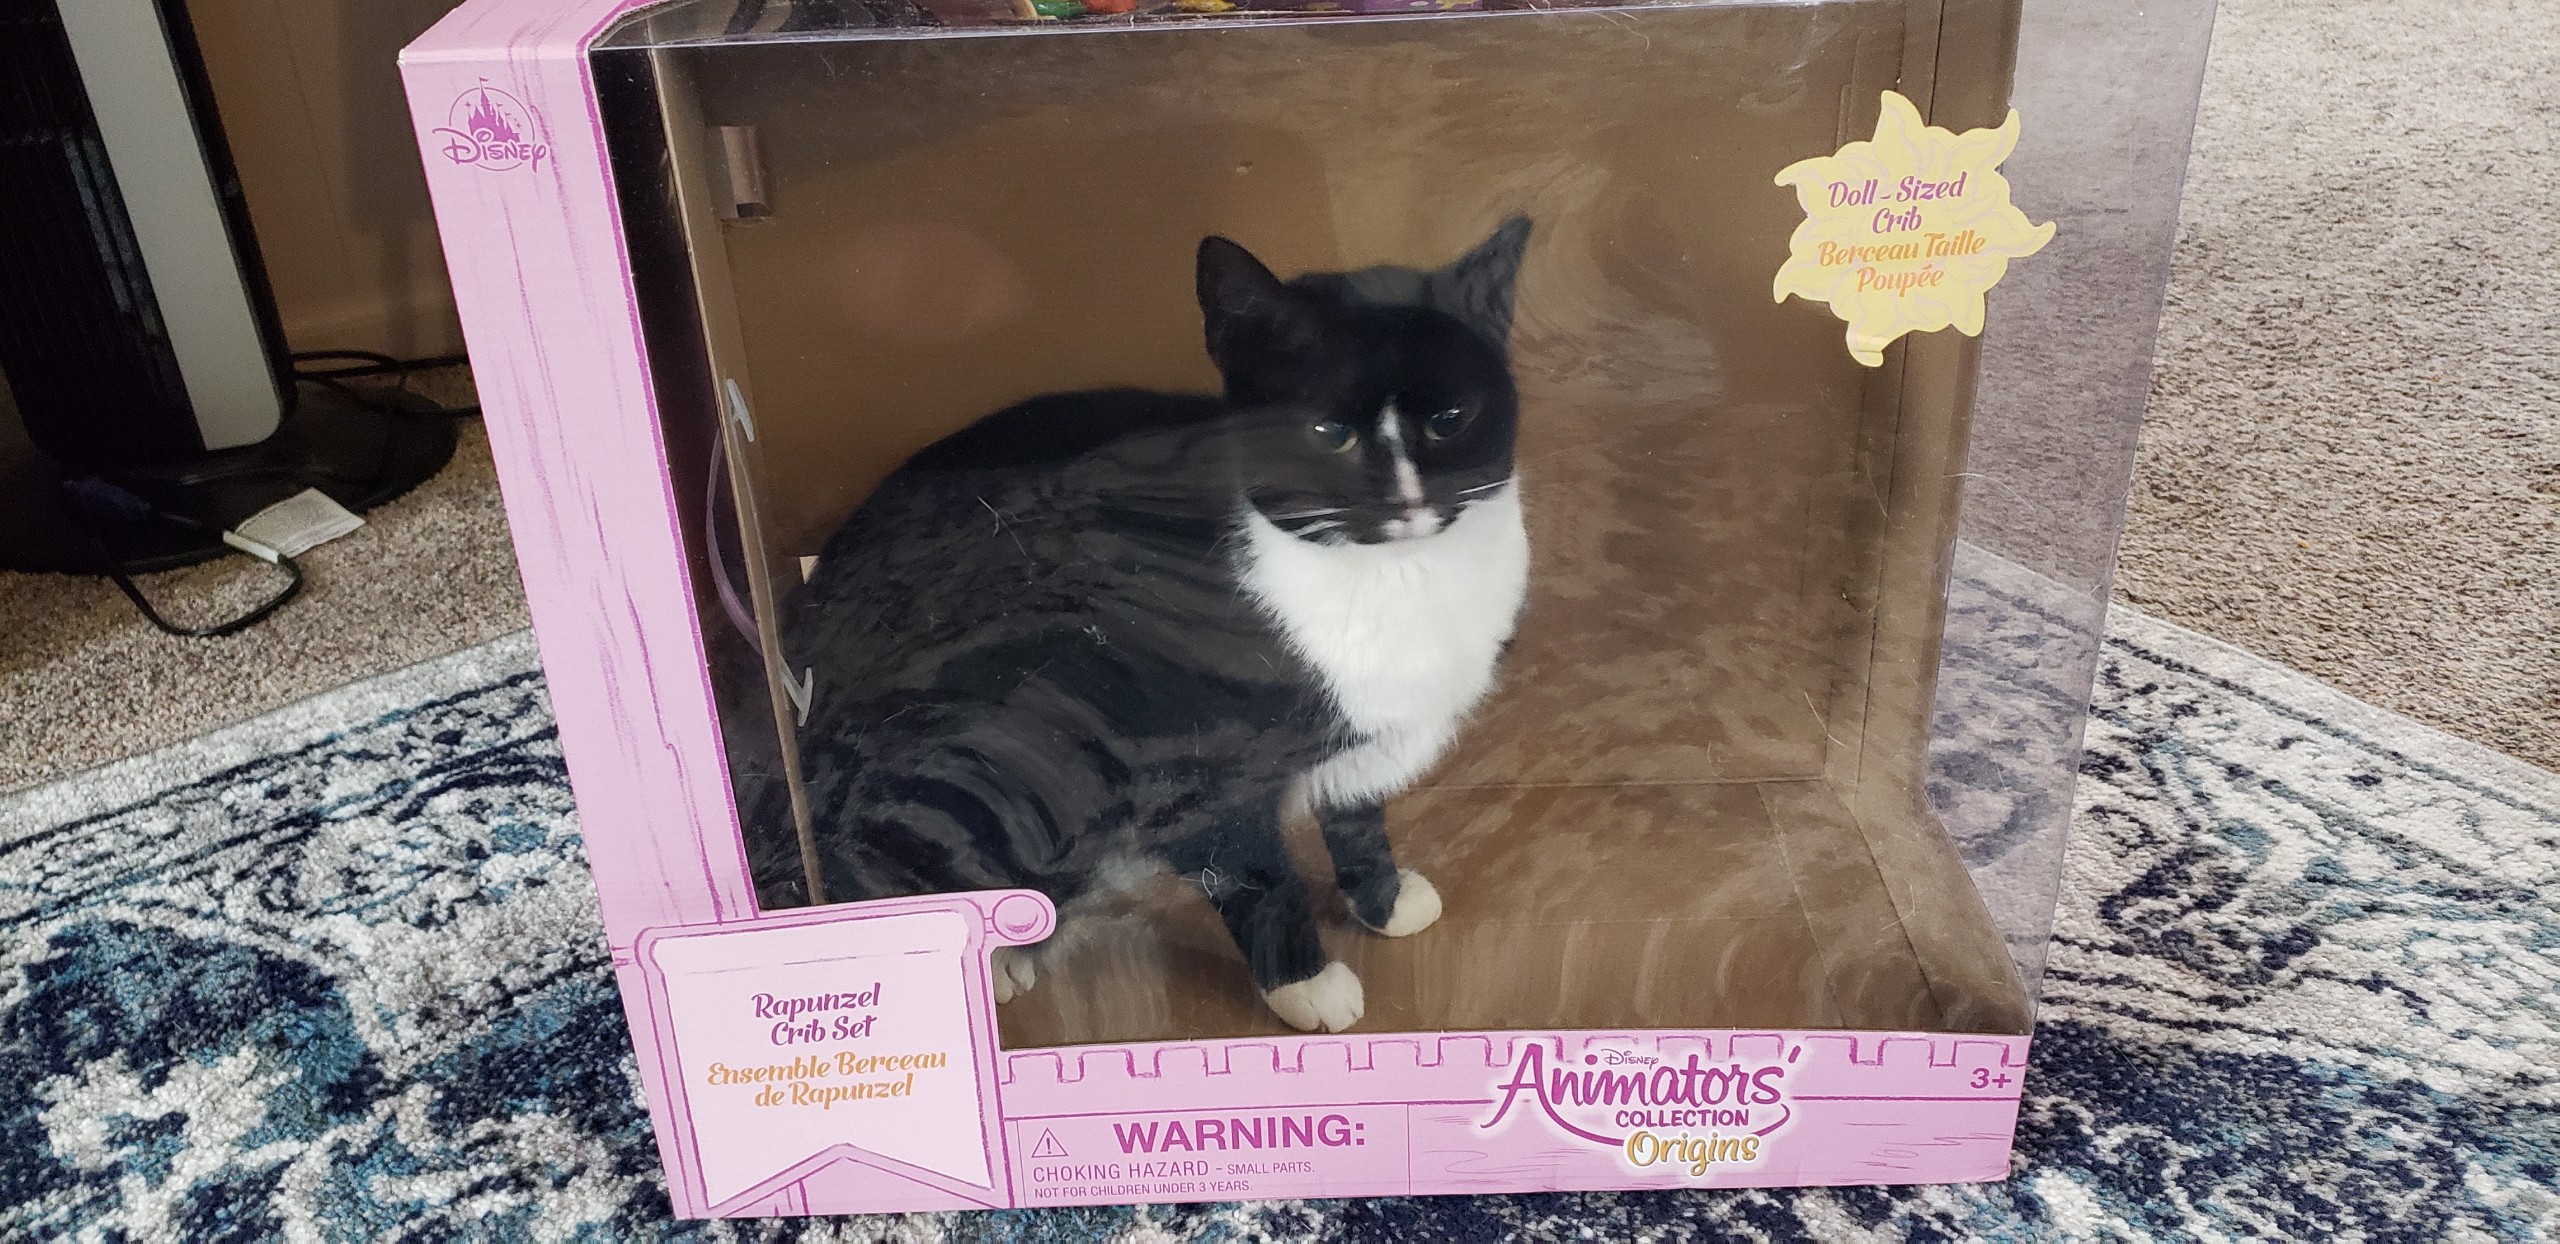 Disney
Doll-Sized
Crib
Berceau Taille
Poupée
Rapunzel
Crib Set
Ensemble Berceau
de Rapunzel
WARNING:
CHOKING HAZARD - SMALL PARTS.
NOT FOR CHILDREN UNDER 3 YEARS.
Disney
Animators'
COLLECTION
Origins
3+